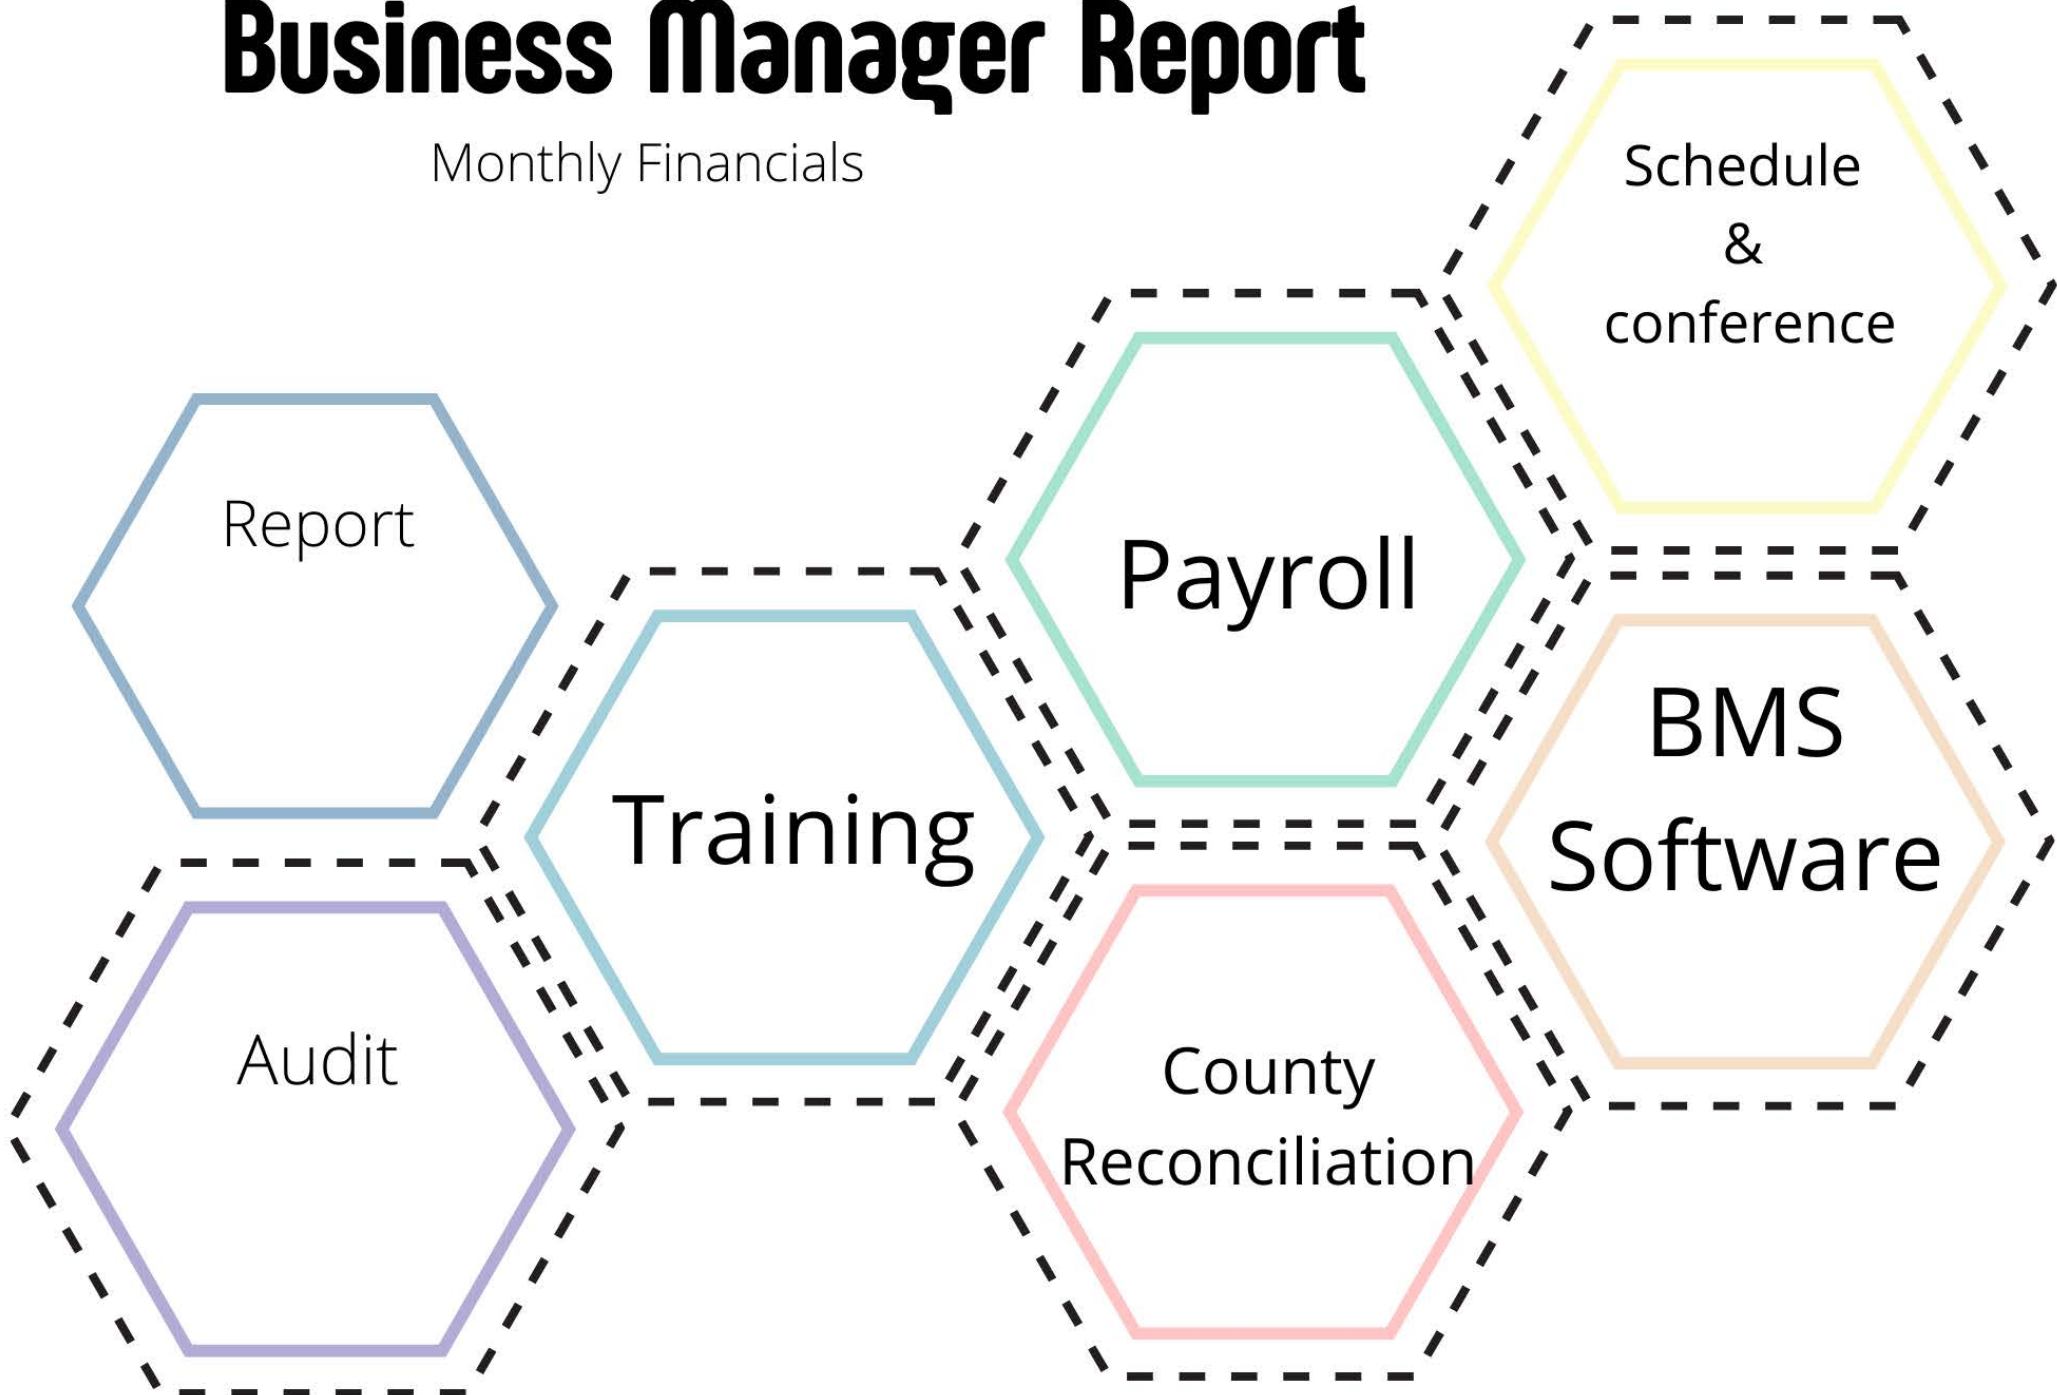 Business Manager Report
Monthly Financials
Schedule
&
conference
Report
Payroll
Training
BMS
Software
Audit
County
Reconciliation